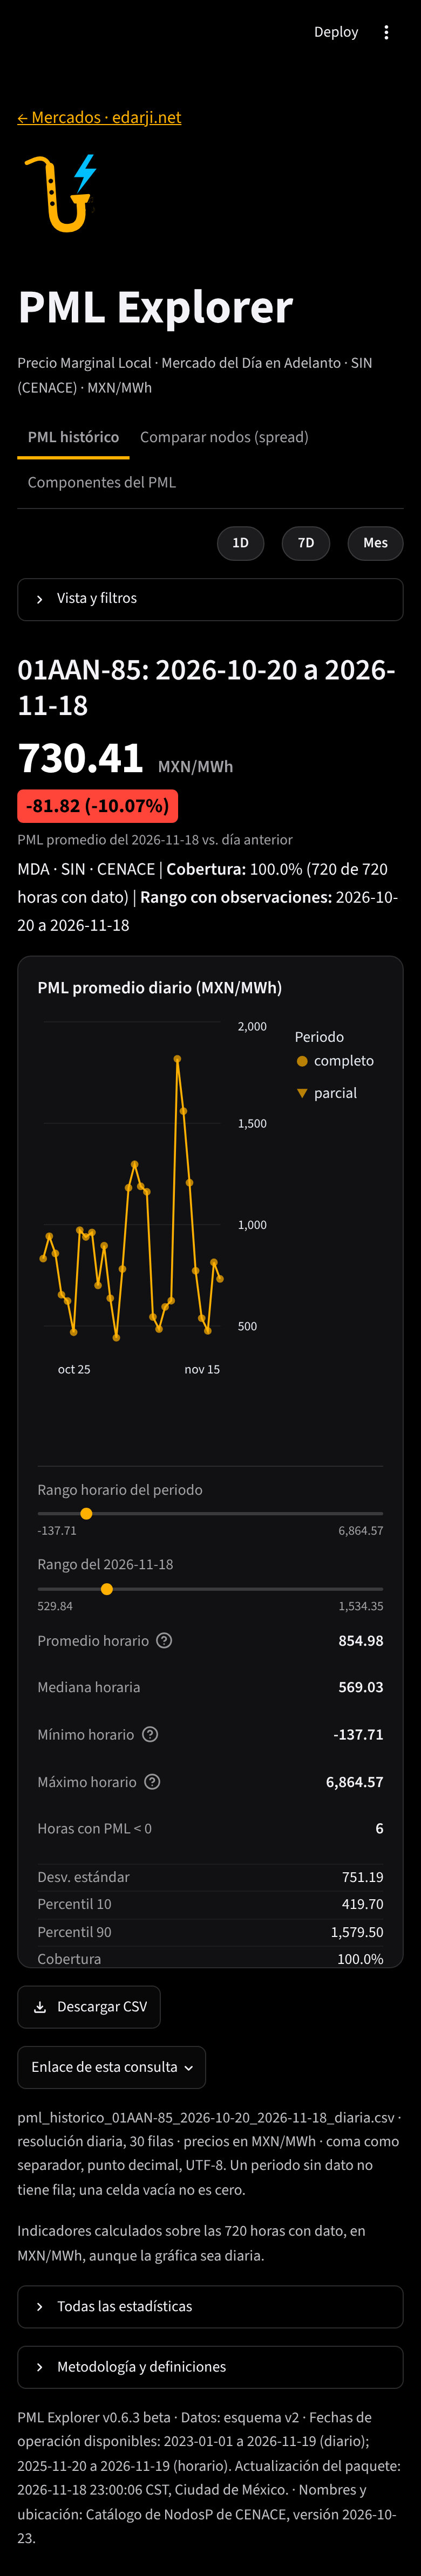 Deploy
← Mercados · edarji.net
PML Explorer
Precio Marginal Local · Mercado del Día en Adelanto · SIN
(CENACE) · MXN/MWh
PML histórico
Comparar nodos (spread)
Componentes del PML
1D
7D
Mes
Vista y filtros
01AAN-85: 2026-10-20 a 2026-
11-18
730.41 MXN/MWh
-81.82 (-10.07%)
PML promedio del 2026-11-18 vs. día anterior
MDA · SIN · CENACE | Cobertura: 100.0% (720 de 720
horas con dato) | Rango con observaciones: 2026-10-
20 a 2026-11-18
PML promedio diario (MXN/MWh)
2,000
1,500
1,000
500
oct 25
nov 15
Periodo
completo
parcial
Rango horario del periodo
-137.71 6,864.57
Rango del 2026-11-18
529.84 1,534.35
Promedio horario 854.98
Mediana horaria 569.03
Mínimo horario -137.71
Máximo horario 6,864.57
Horas con PML < 0 6
Desv. estándar 751.19
Percentil 10 419.70
Percentil 90 1,579.50
Cobertura 100.0%
Descargar CSV
Enlace de esta consulta
pml_historico_01AAN-85_2026-10-20_2026-11-18_diaria.csv ·
resolución diaria, 30 filas · precios en MXN/MWh · coma como
separador, punto decimal, UTF-8. Un periodo sin dato no
tiene fila; una celda vacía no es cero.
Indicadores calculados sobre las 720 horas con dato, en
MXN/MWh, aunque la gráfica sea diaria.
Todas las estadísticas
Metodología y definiciones
PML Explorer v0.6.3 beta · Datos: esquema v2 · Fechas de
operación disponibles: 2023-01-01 a 2026-11-19 (diario);
2025-11-20 a 2026-11-19 (horario). Actualización del paquete:
2026-11-18 23:00:06 CST, Ciudad de México. · Nombres y
ubicación: Catálogo de NodosP de CENACE, versión 2026-10-
23.